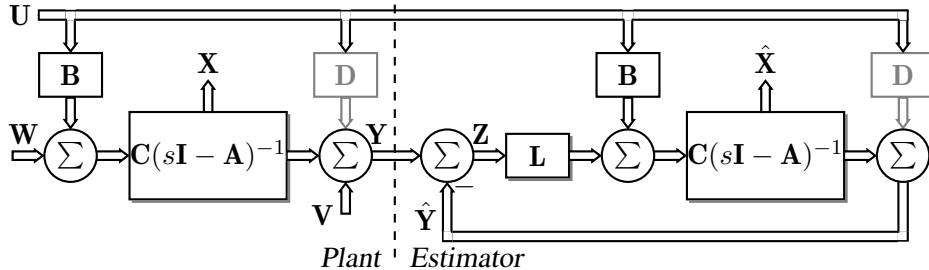 U
B
X
D
B
X̂
D
W
∑
C(sI − A)⁻¹
∑
Y
∑
−
Z
L
∑
C(sI − A)⁻¹
∑
V
Ŷ
Plant
Estimator